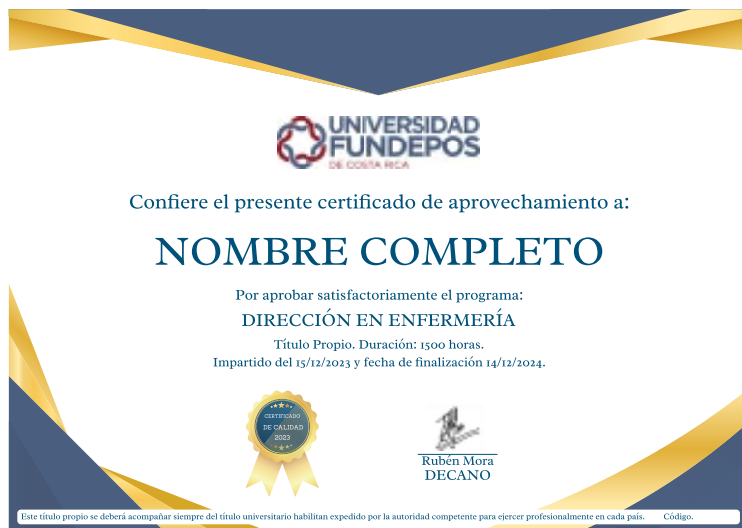 UNIVERSIDAD
FUNDEPOS
DE COSTA RICA
Confiere el presente certificado de aprovechamiento a:
NOMBRE COMPLETO
Por aprobar satisfactoriamente el programa:
DIRECCIÓN EN ENFERMERÍA
Título Propio. Duración: 1500 horas.
Impartido del 15/12/2023 y fecha de finalización 14/12/2024.
CERTIFICADO
DE CALIDAD
2023
Rubén Mora
DECANO
Este título propio se deberá acompañar siempre del título universitario habilitan expedido por la autoridad competente para ejercer profesionalmente en cada país. Código.